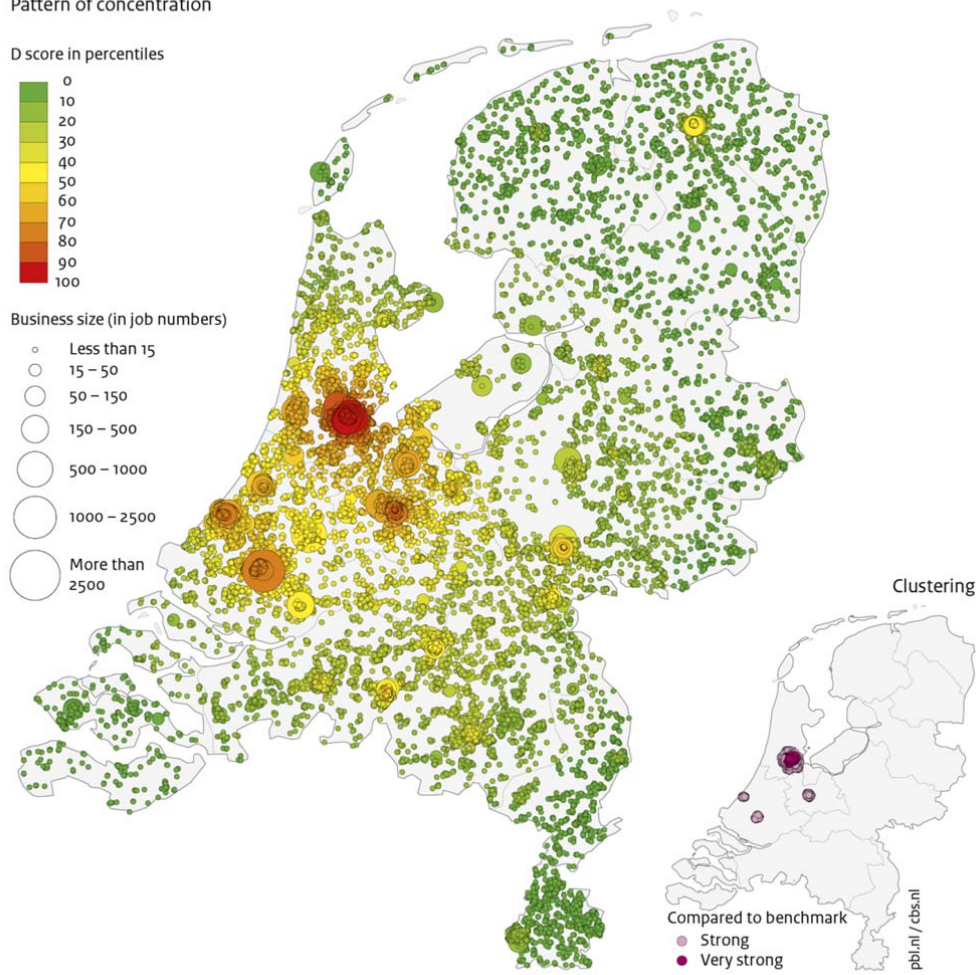 Pattern of concentration
D score in percentiles
0
10
20
30
40
50
60
70
80
90
100
Business size (in job numbers)
Less than 15
15 – 50
50 – 150
150 – 500
500 – 1000
1000 – 2500
More than
2500
Clustering
Compared to benchmark
Strong
Very strong
pbl.nl / cbs.nl